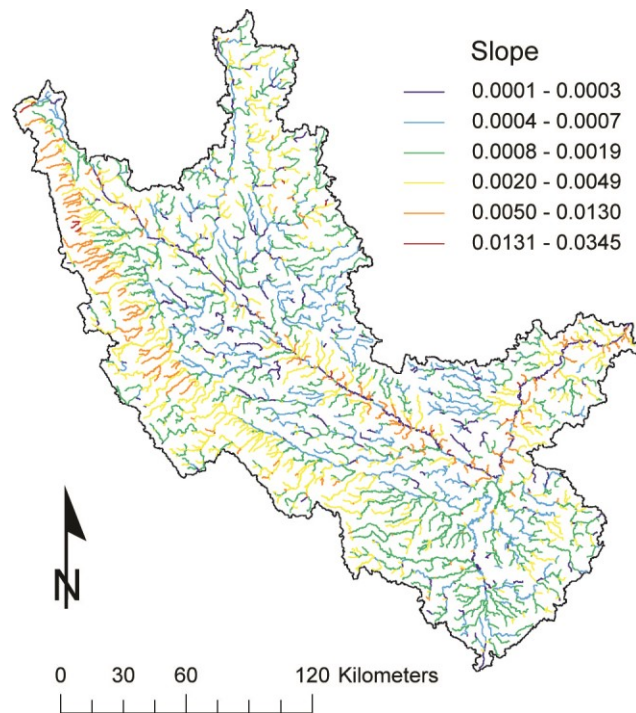 Slope
0.0001 - 0.0003
0.0004 - 0.0007
0.0008 - 0.0019
0.0020 - 0.0049
0.0050 - 0.0130
0.0131 - 0.0345
N
0 30 60 120 Kilometers